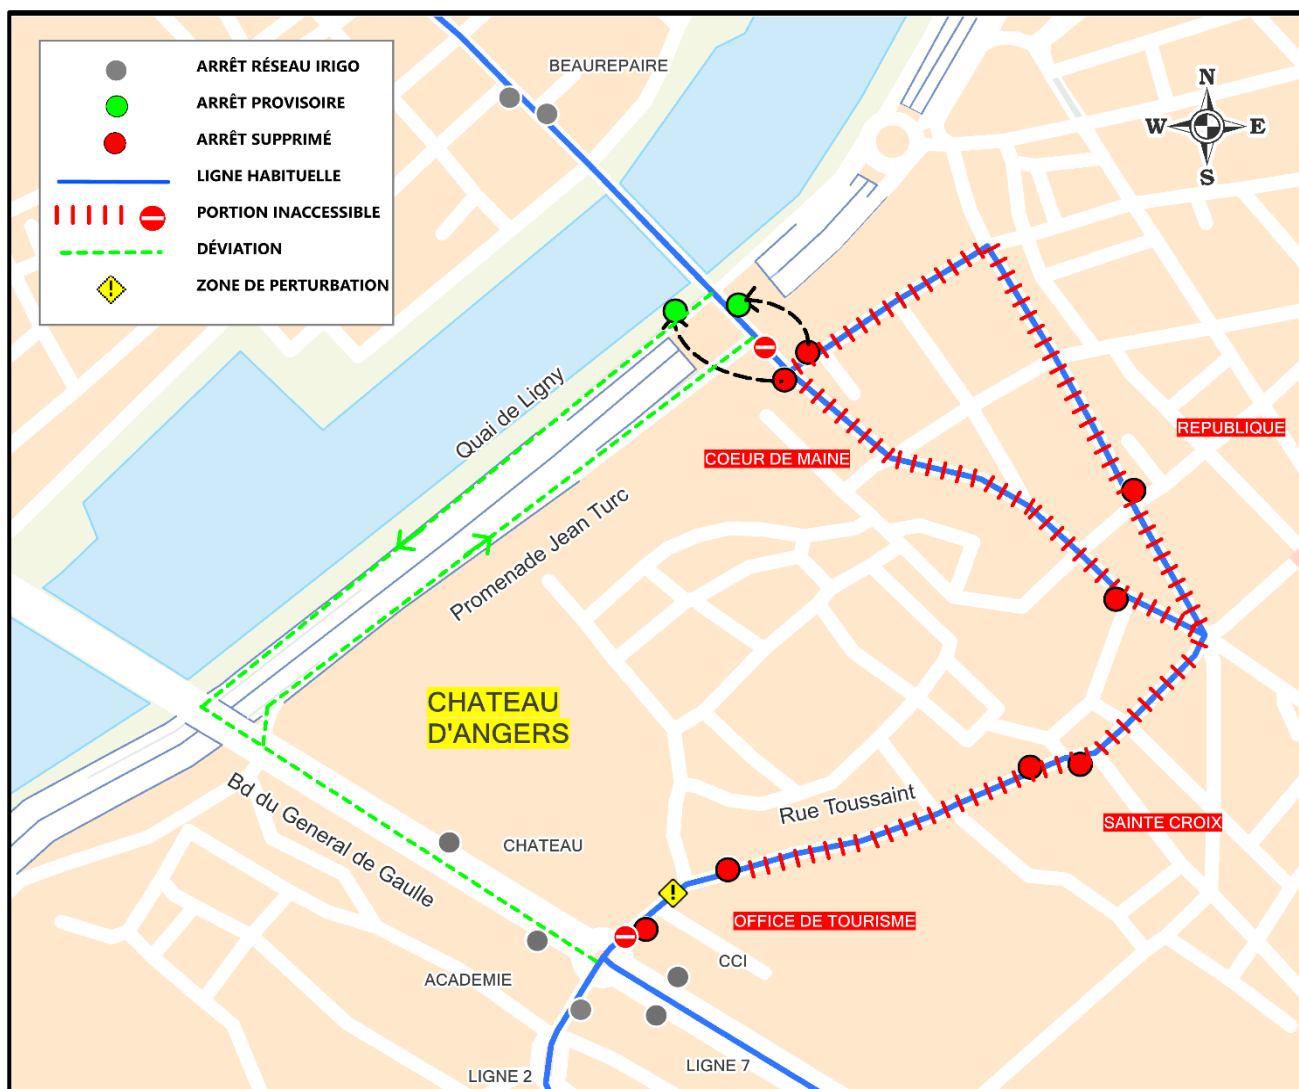 ARRÊT RÉSEAU IRIGO
ARRÊT PROVISOIRE
ARRÊT SUPPRIMÉ
LIGNE HABITUELLE
PORTION INACCESSIBLE
DÉVIATION
ZONE DE PERTURBATION
BEAUREPAIRE
N
W E
S
Quai de Ligny
REPUBLIQUE
COEUR DE MAINE
Promenade Jean Turc
CHATEAU
D'ANGERS
Bd du General de Gaulle
Rue Toussaint
SAINTE CROIX
CHATEAU
OFFICE DE TOURISME
CCI
ACADEMIE
LIGNE 7
LIGNE 2